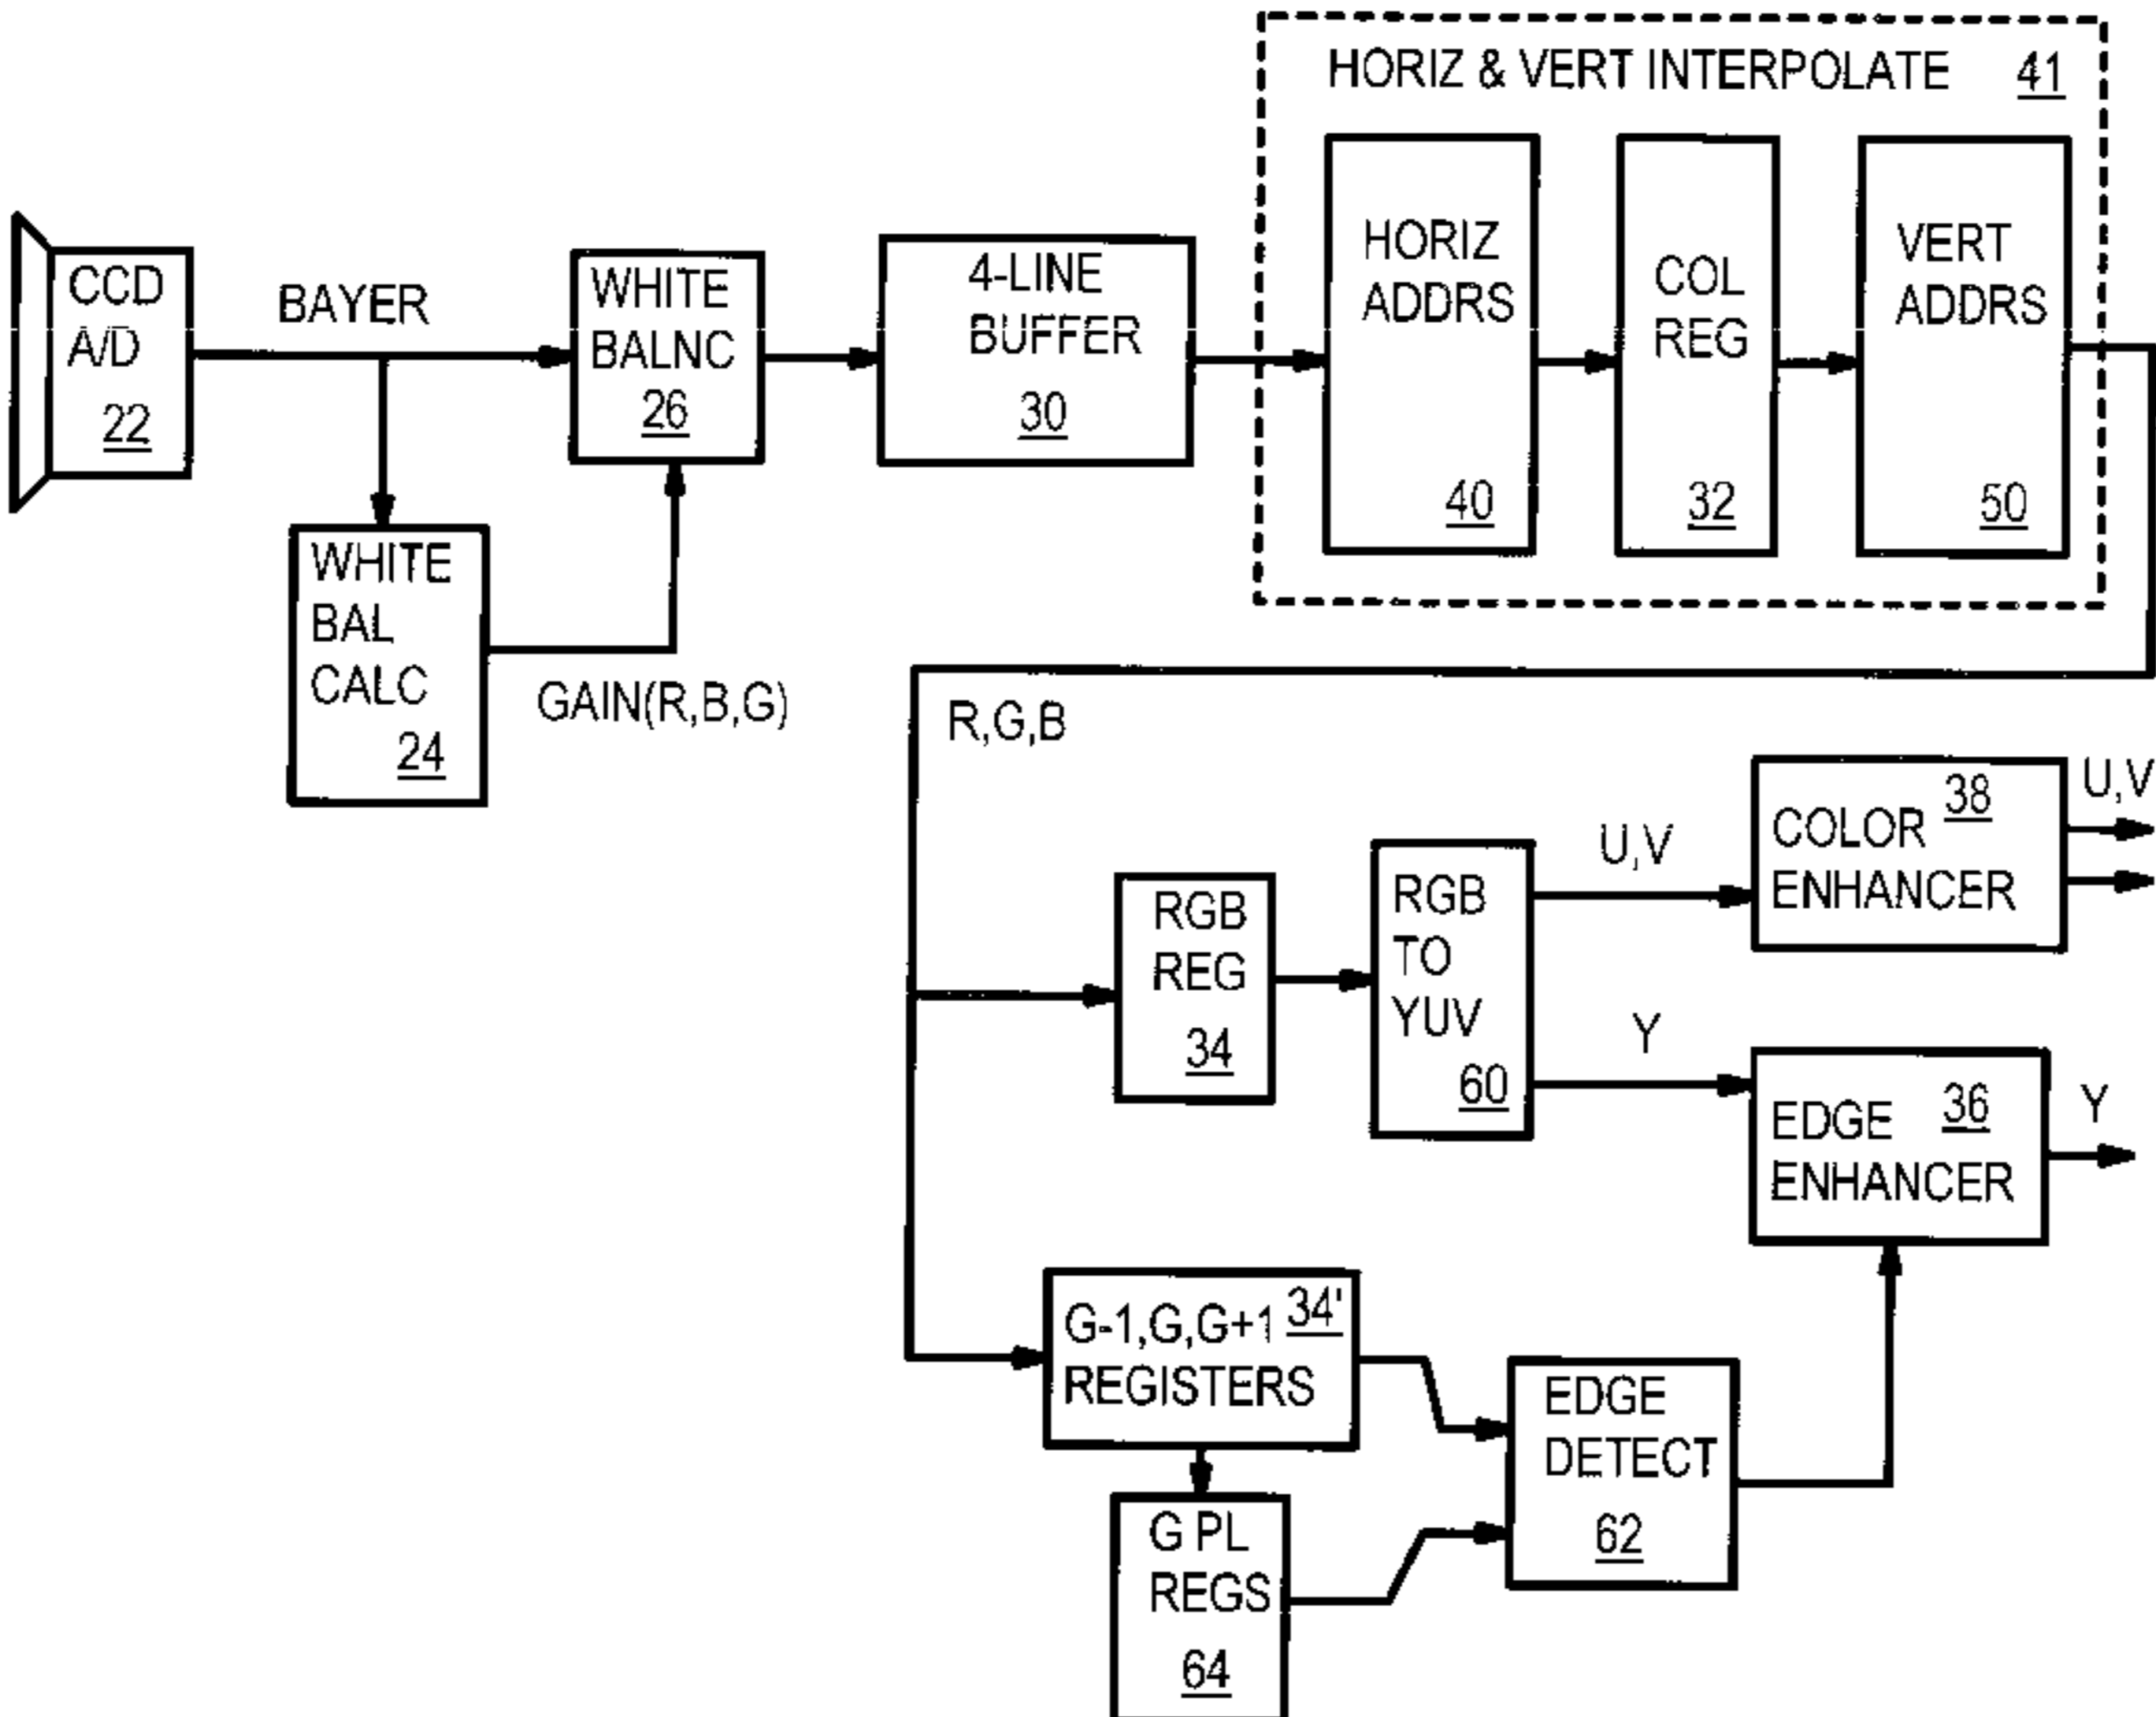 HORIZ & VERT INTERPOLATE 41
CCD
A/D
22
BAYER
WHITE
BALNC
26
4-LINE
BUFFER
30
HORIZ
ADDRS
40
COL
REG
32
VERT
ADDRS
50
WHITE
BAL
CALC
24
GAIN(R,B,G)
R,G,B
RGB
REG
34
RGB
TO
YUV
60
U,V
Y
38
COLOR
ENHANCER
U,V
36
EDGE
ENHANCER
Y
G-1,G,G+1 34'
REGISTERS
G PL
REGS
64
EDGE
DETECT
62